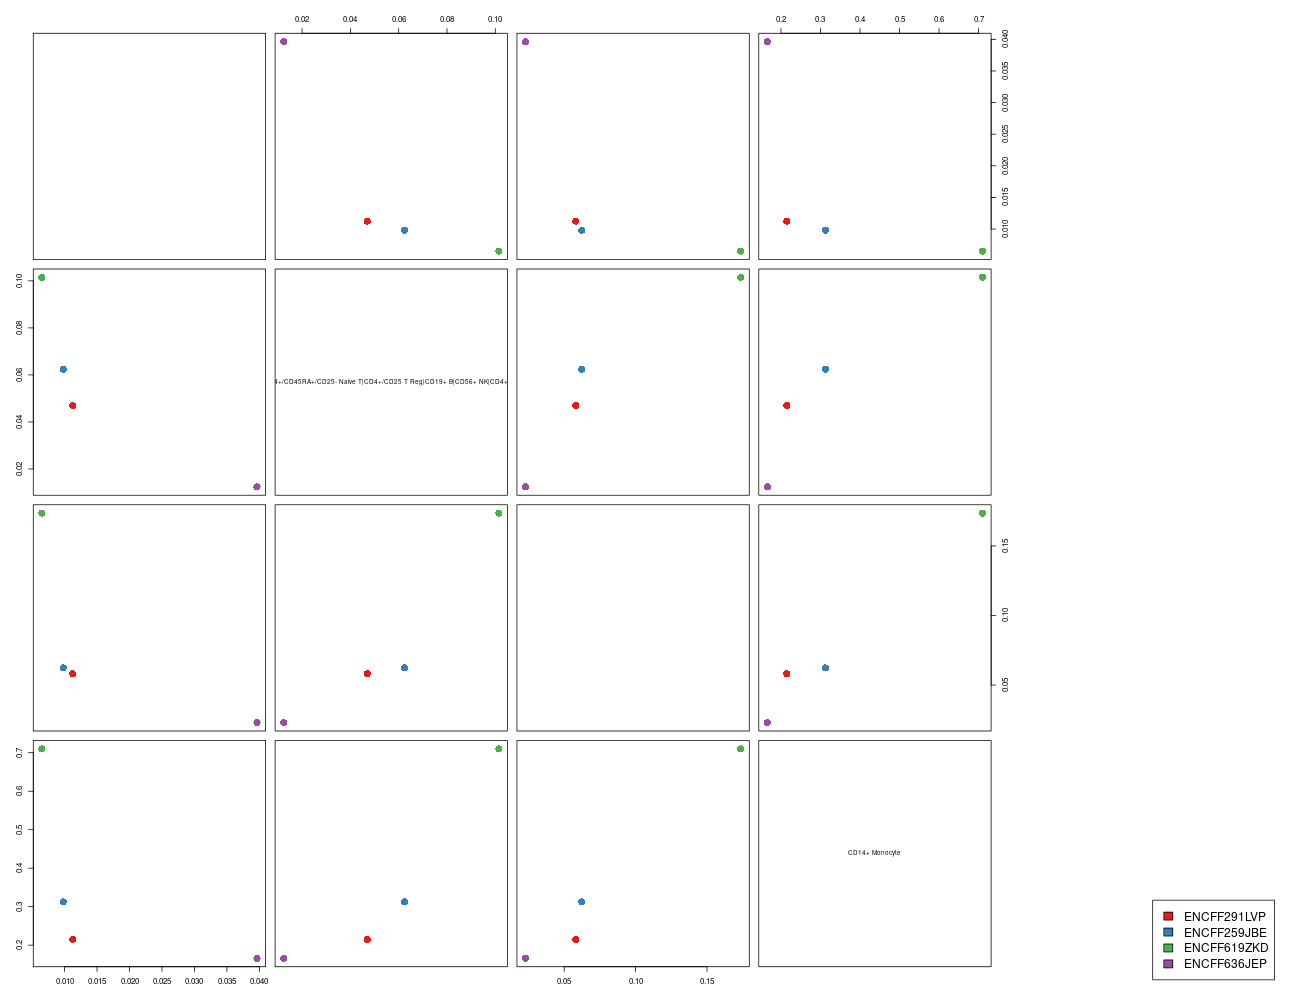 0.02 0.04 0.06 0.08 0.10
0.2 0.3 0.4 0.5 0.6 0.7
0.010 0.015 0.020 0.025 0.030 0.035 0.040
0.02 0.04 0.06 0.08 0.10
4+/CD45RA+/CD25- Naive T|CD4+/CD25 T Reg|CD19+ B|CD56+ NK|CD4+
0.05 0.10 0.15
0.2 0.3 0.4 0.5 0.6 0.7
CD14+ Monocyte
0.010 0.015 0.020 0.025 0.030 0.035 0.040
0.05 0.10 0.15
ENCFF291LVP
ENCFF259JBE
ENCFF619ZKD
ENCFF636JEP